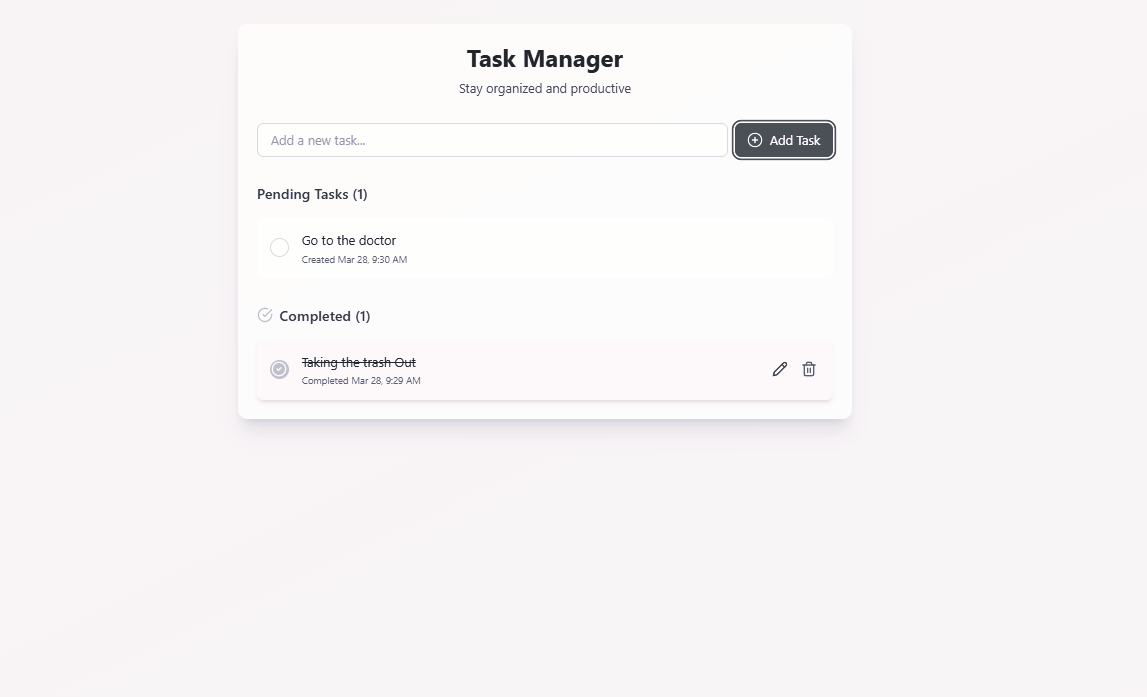 Task Manager
Stay organized and productive
Add a new task...
Add Task
Pending Tasks (1)
Go to the doctor
Created Mar 28, 9:30 AM
Completed (1)
Taking the trash Out
Completed Mar 28, 9:29 AM